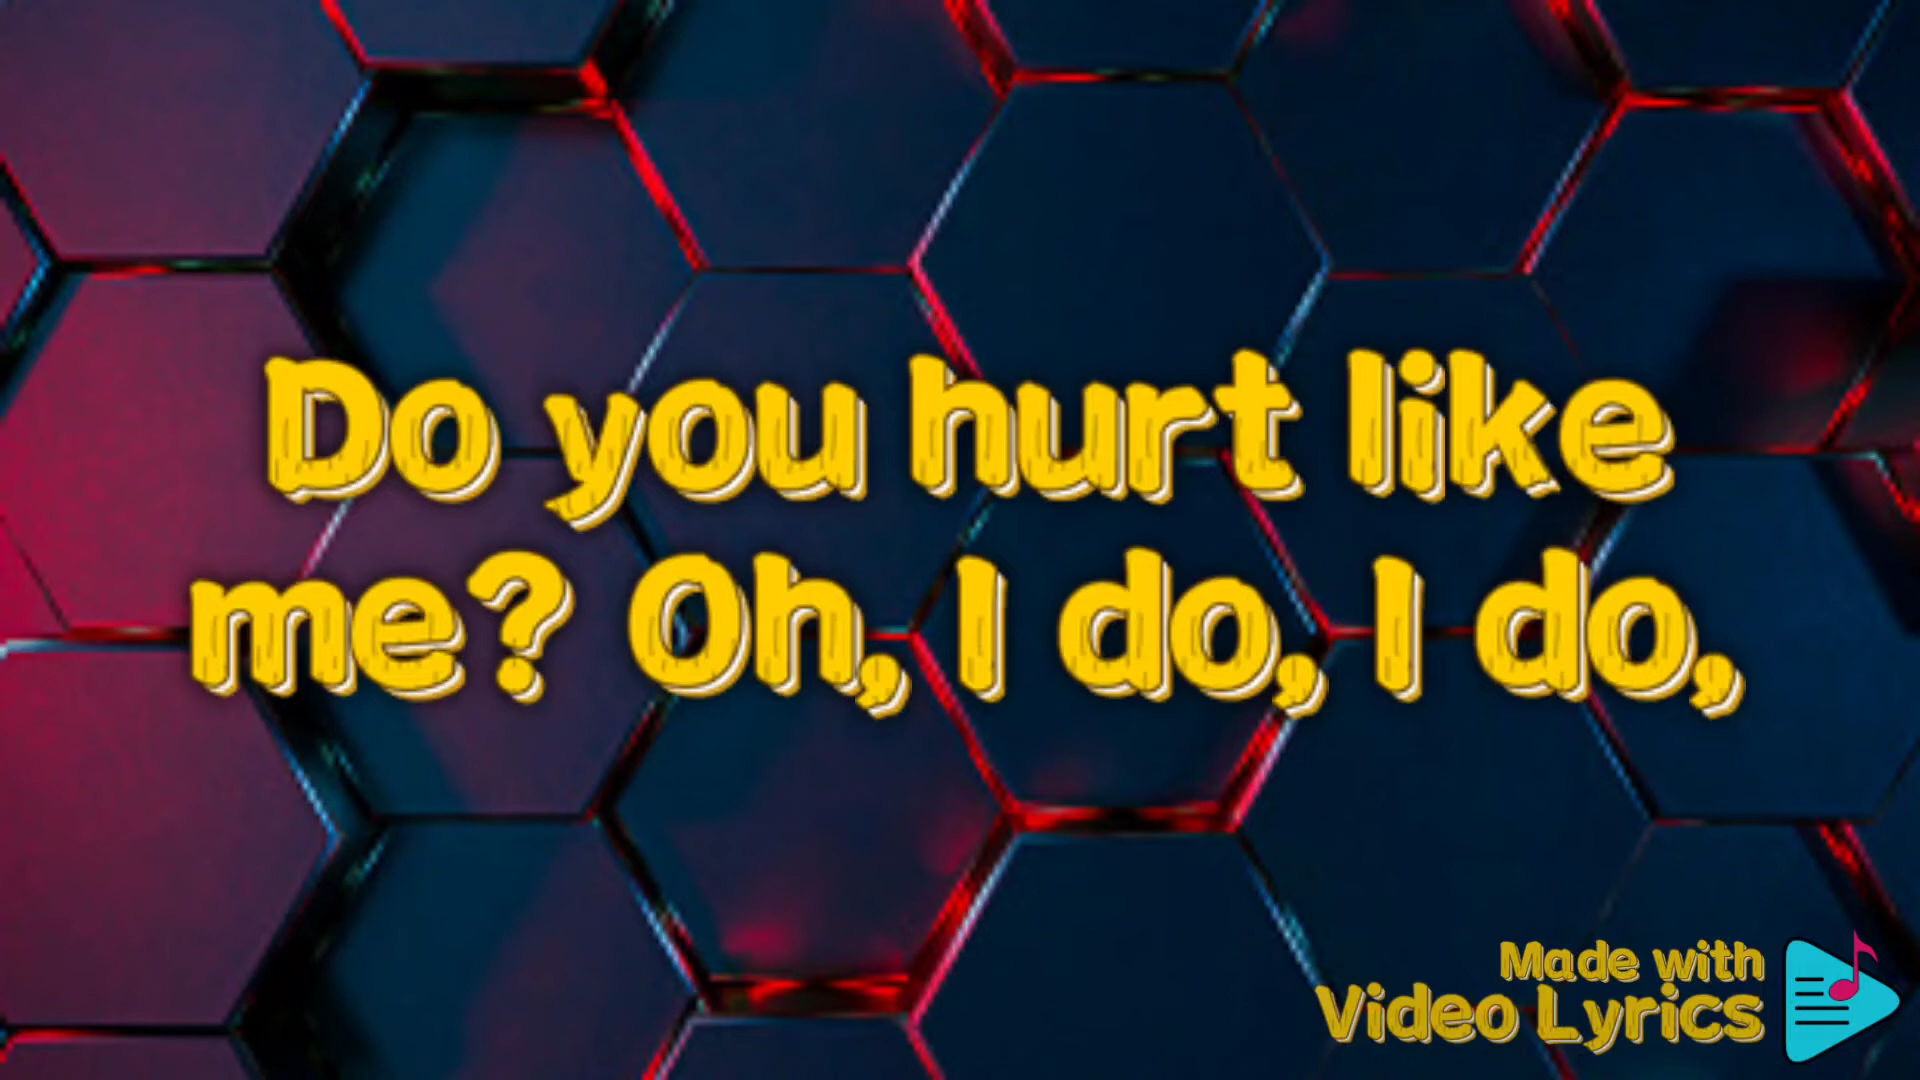 Do you hurt like
me? Oh, I do, I do,
Made with
Video Lyrics